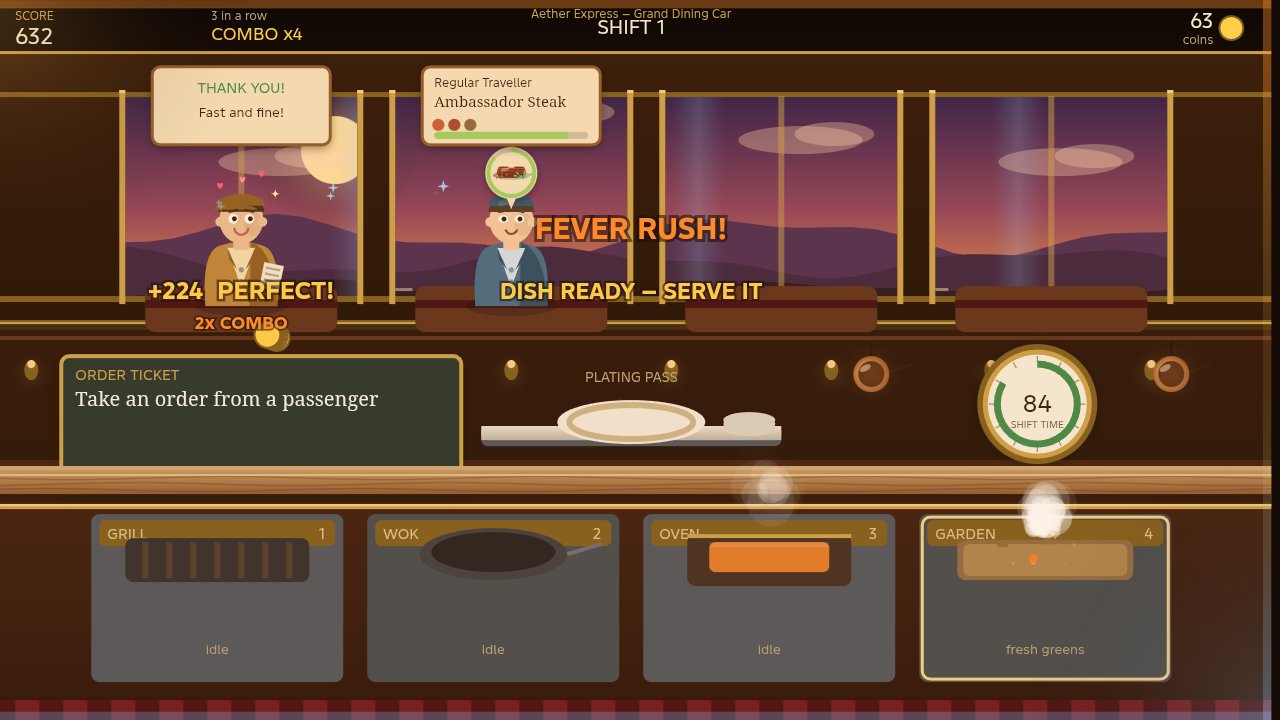 SCORE
632
3 in a row
COMBO x4
Aether Express — Grand Dining Car
SHIFT 1
63
coins
THANK YOU!
Fast and fine!
Regular Traveller
Ambassador Steak
FEVER RUSH!
+224 PERFECT!
2x COMBO
DISH READY — SERVE IT
ORDER TICKET
Take an order from a passenger
PLATING PASS
84
SHIFT TIME
GRILL 1
WOK 2
OVEN 3
GARDEN 4
idle
idle
idle
fresh greens